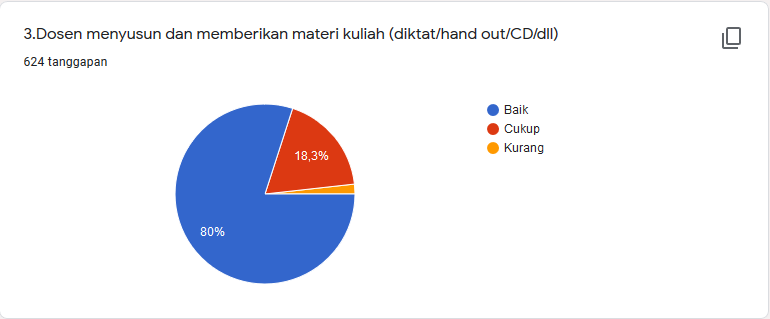 3.Dosen menyusun dan memberikan materi kuliah (diktat/hand out/CD/dll)
624 tanggapan
Baik
Cukup
Kurang
18,3%
80%